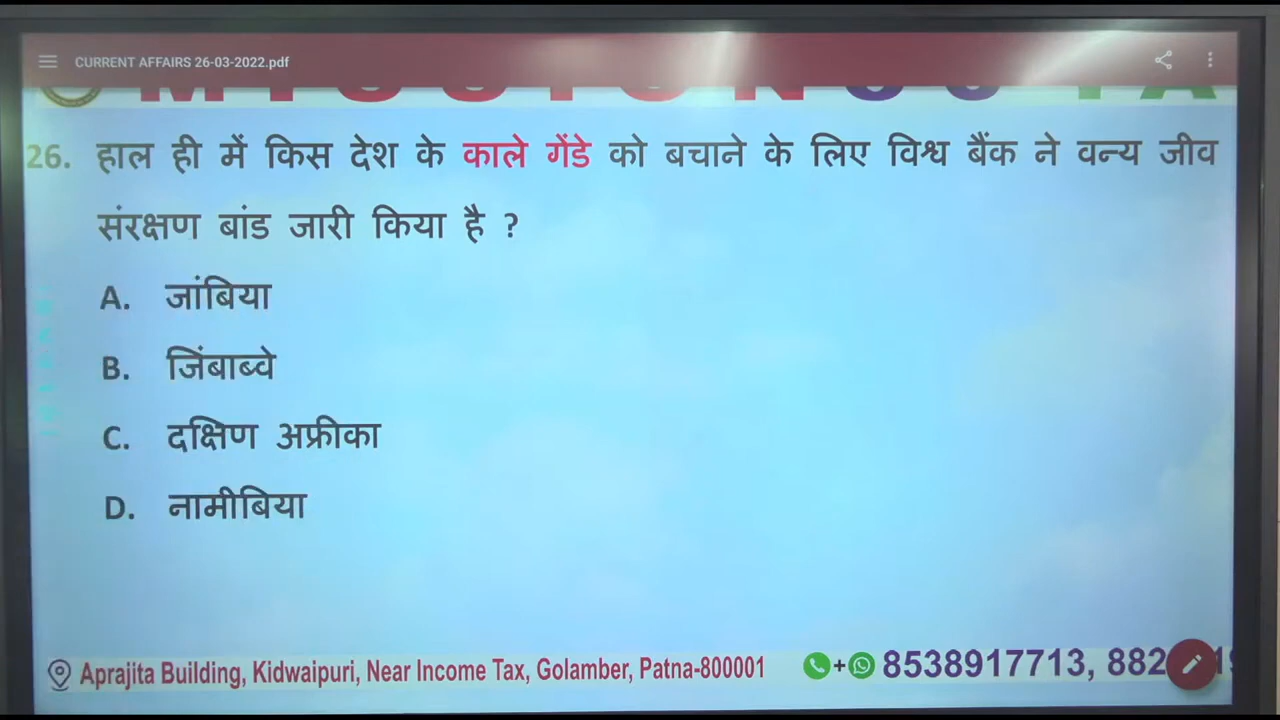 CURRENT AFFAIRS 26-03-2022.pdf
26. हाल ही में किस देश के काले गेंडे को बचाने के लिए विश्व बैंक ने वन्य जीव
संरक्षण बांड जारी किया है ?
A. जांबिया
B. जिंबाब्वे
C. दक्षिण अफ्रीका
D. नामीबिया
Aprajita Building, Kidwaipuri, Near Income Tax, Golamber, Patna-800001 + 8538917713, 882